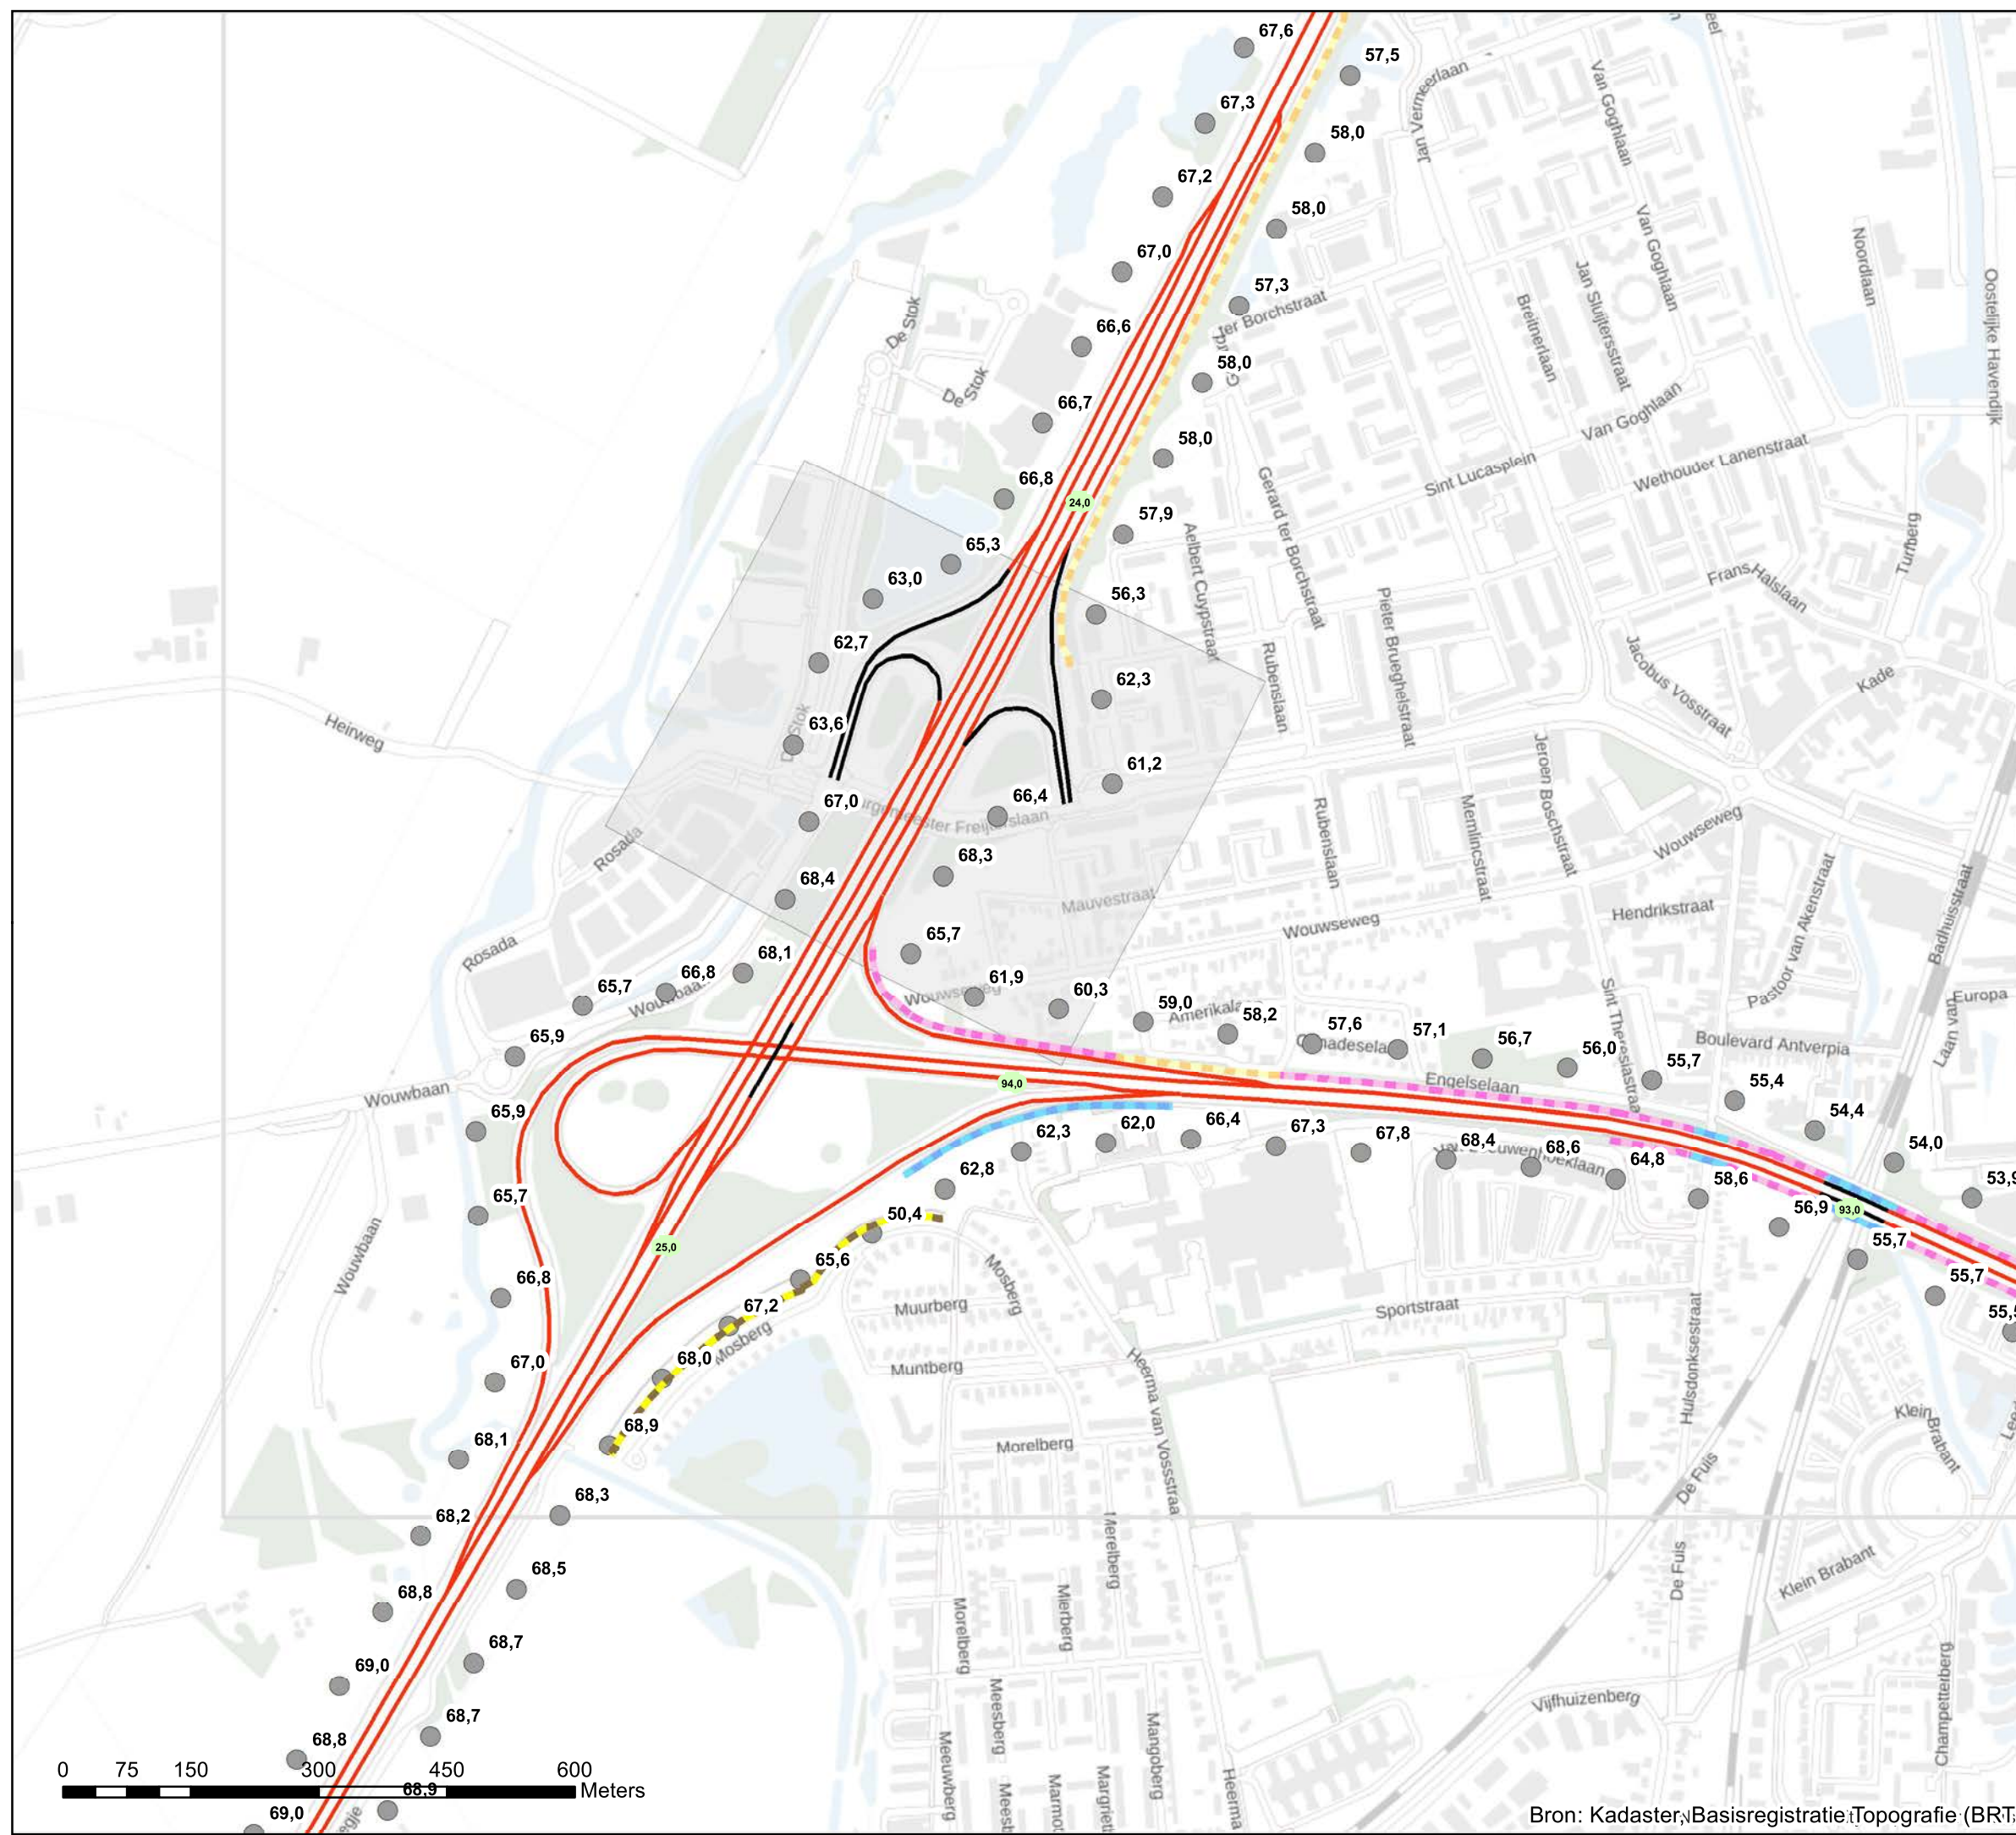 67,6
57,5
67,3
58,0
67,2
58,0
67,0
57,3
66,6
58,0
66,7
58,0
66,8
24,0
57,9
65,3
63,0
56,3
62,7
62,3
63,6
61,2
67,0
66,4
68,3
68,4
65,7
68,1
66,8
65,7
61,9
60,3
59,0
58,2
57,6
57,1
56,7
56,0
55,7
55,4
54,4
54,0
65,9
94,0
65,9
62,3
62,0
66,4
67,3
67,8
68,4
68,6
64,8
58,6
56,9
93,0
55,7
55,7
62,8
65,7
50,4
25,0
65,6
66,8
67,2
68,0
67,0
68,9
68,1
68,3
68,2
68,5
68,8
68,7
69,0
68,7
68,8
68,9
69,0
Jan Vermeerlaan
Van Goghlaan
Van Goghlaan
Noordlaan
Oostelijke Havendijk
Jan Sluijtersstraat
Breitnerlaan
ter Borchstraat
De Stok
De Stok
Van Goghlaan
Sint Lucasplein
Wethouder Lanenstraat
Gerard ter Borchstraat
Aelbert Cuypstraat
Turfberg
Frans Halslaan
Pieter Brueghelstraat
Jacobus Vosstraat
Kade
Rubenslaan
Heirweg
Jeroen Boschstraat
Memlincstraat
Rubenslaan
Wouwseweg
Rosada
Mauvestraat
Hendrikstraat
Wouwseweg
Pastoor van Akenstraat
Badhuisstraat
Rosada
Europa
Laan van
Boulevard Antverpia
Engelselaan
Wouwbaan
Wouwbaan
Mosberg
Muurberg
Mosberg
Muntberg
Sportstraat
Hulsdonksestraat
Heerma van Vossstraa
Morelberg
Klein Brabant
De Fuis
De Fuis
Klein Brabant
Merelberg
Mierberg
Morelberg
Meesberg
Mangoberg
Meeuwberg
Vijfhuizenberg
Champetterberg
Heerma
0 75 150 300 450 600
Meters
Bron: Kadaster, Basisregistratie Topografie (BRT